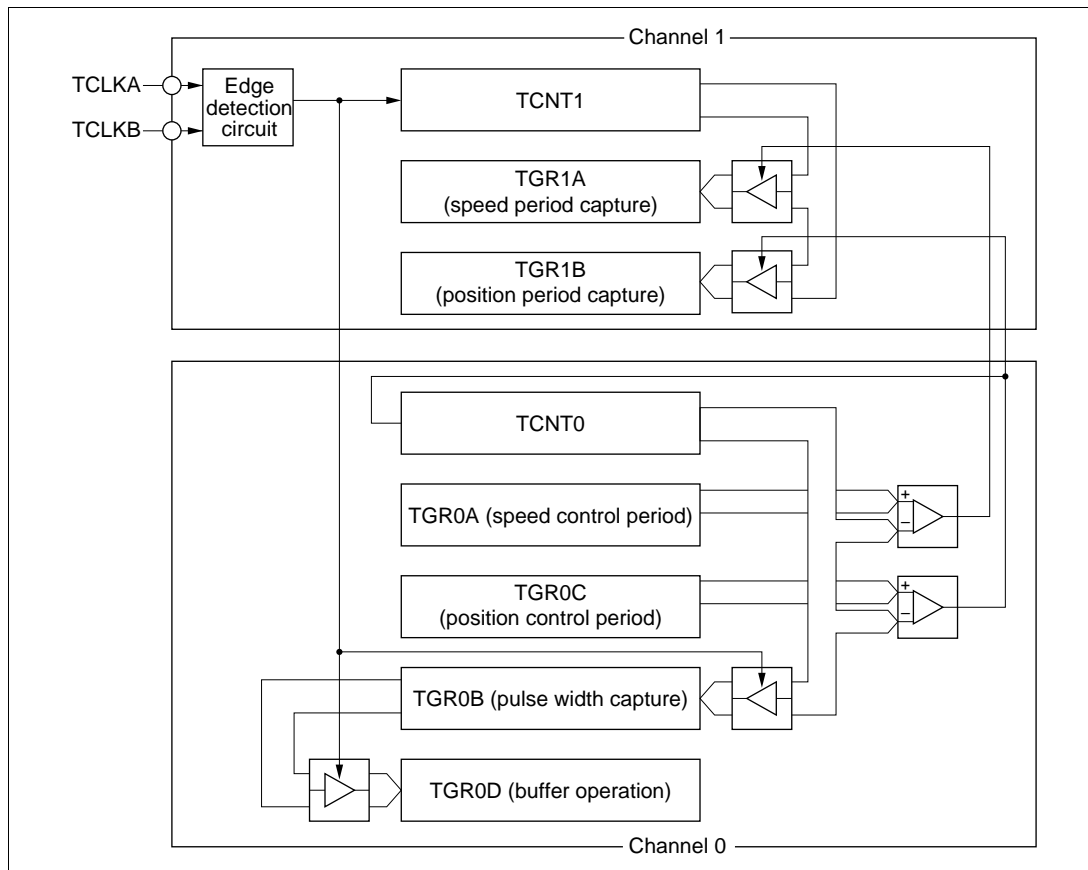 Channel 1
TCLKA
TCLKB
Edge
detection
circuit
TCNT1
TGR1A
(speed period capture)
TGR1B
(position period capture)
TCNT0
TGR0A (speed control period)
+
−
TGR0C
(position control period)
+
−
TGR0B (pulse width capture)
TGR0D (buffer operation)
Channel 0